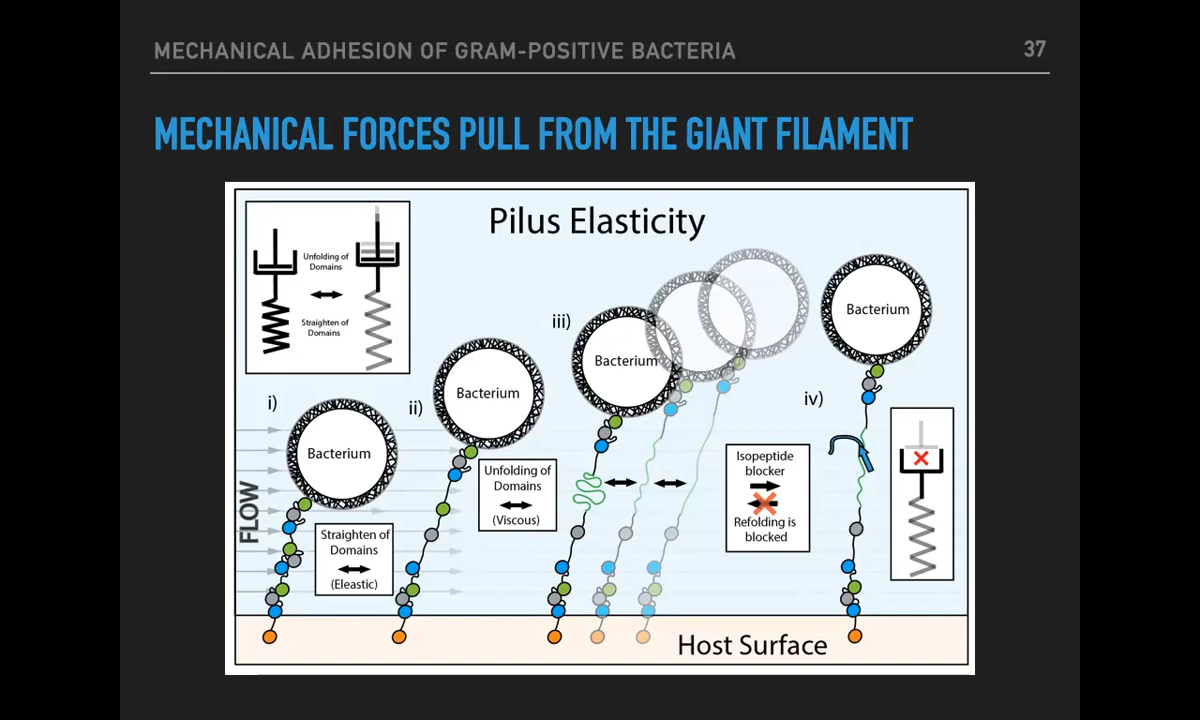 MECHANICAL ADHESION OF GRAM-POSITIVE BACTERIA
37
MECHANICAL FORCES PULL FROM THE GIANT FILAMENT
Pilus Elasticity
Unfolding of
Domains
Straighten of
Domains
i)
Bacterium
ii)
Bacterium
iii)
Bacterium
iv)
Bacterium
FLOW
Straighten of
Domains
(Eleastic)
Unfolding of
Domains
(Viscous)
Isopeptide
blocker
Refolding is
blocked
Host Surface